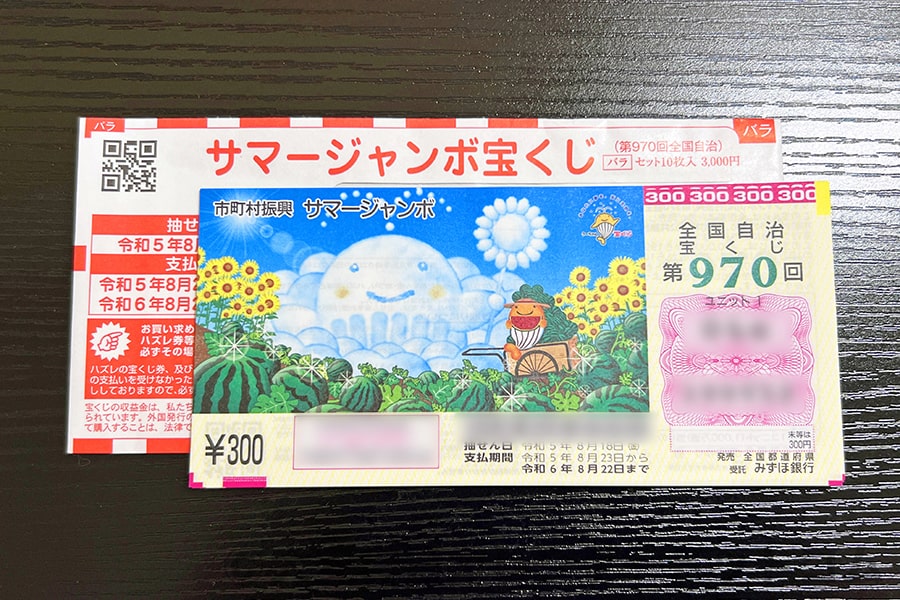 バラ
バラ
サマージャンボ宝くじ
(第970回全国自治)
バラ セット10枚入 3,000円
抽せ
令和5年8
支払
令和5年8月2
令和6年8月2
お買い求め
ハズレ券等
必ずその場
ハズレの宝くじ券、及び
の支払いを受けなかった
ししておりますので、必
宝くじの収益金は、私た
られています。外国発行の
て購入することは、法律で
市町村振興 サマージャンボ
300 300 300 300
全国自治
宝くじ
第970回
ユニット 1
¥300
抽せん日 令和5年8月18日㊎
支払期間 令和5年8月23日から
令和6年8月22日まで
末等は
300円
発売 全国都道府県
受託 みずほ銀行